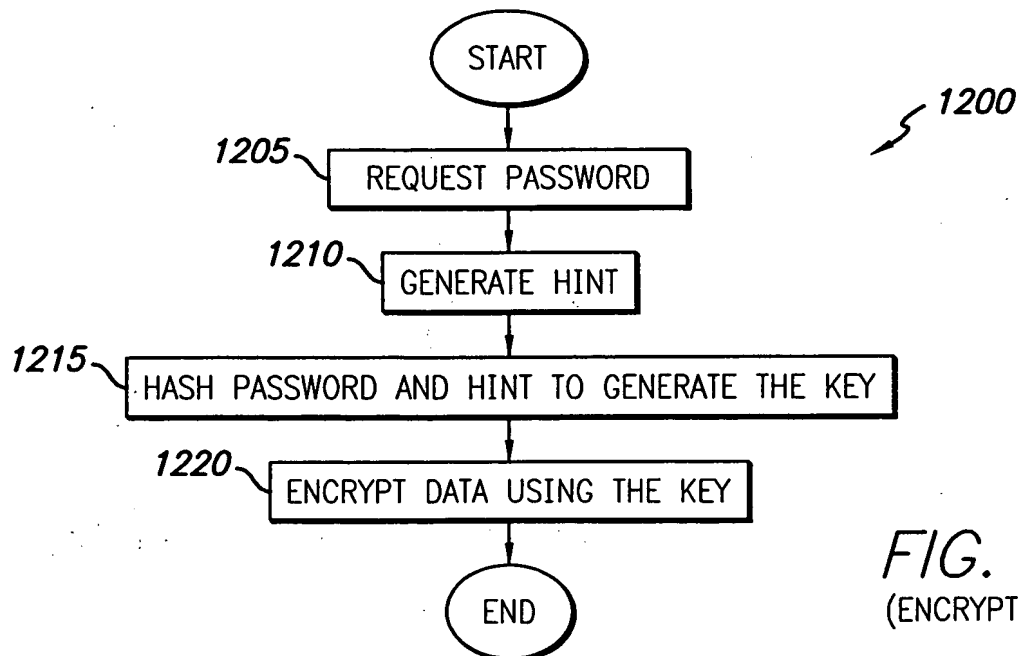 START
1200
1205
REQUEST PASSWORD
1210
GENERATE HINT
1215
HASH PASSWORD AND HINT TO GENERATE THE KEY
1220
ENCRYPT DATA USING THE KEY
END
FIG.
(ENCRYPT